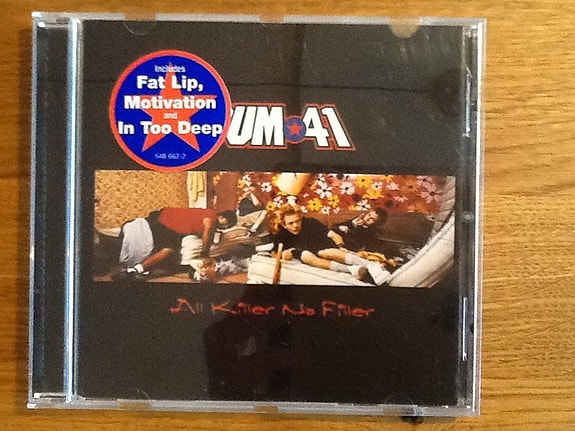 Includes
Fat Lip,
Motivation
and
In Too Deep
548 662-2
UM 41
All Killer No Filler